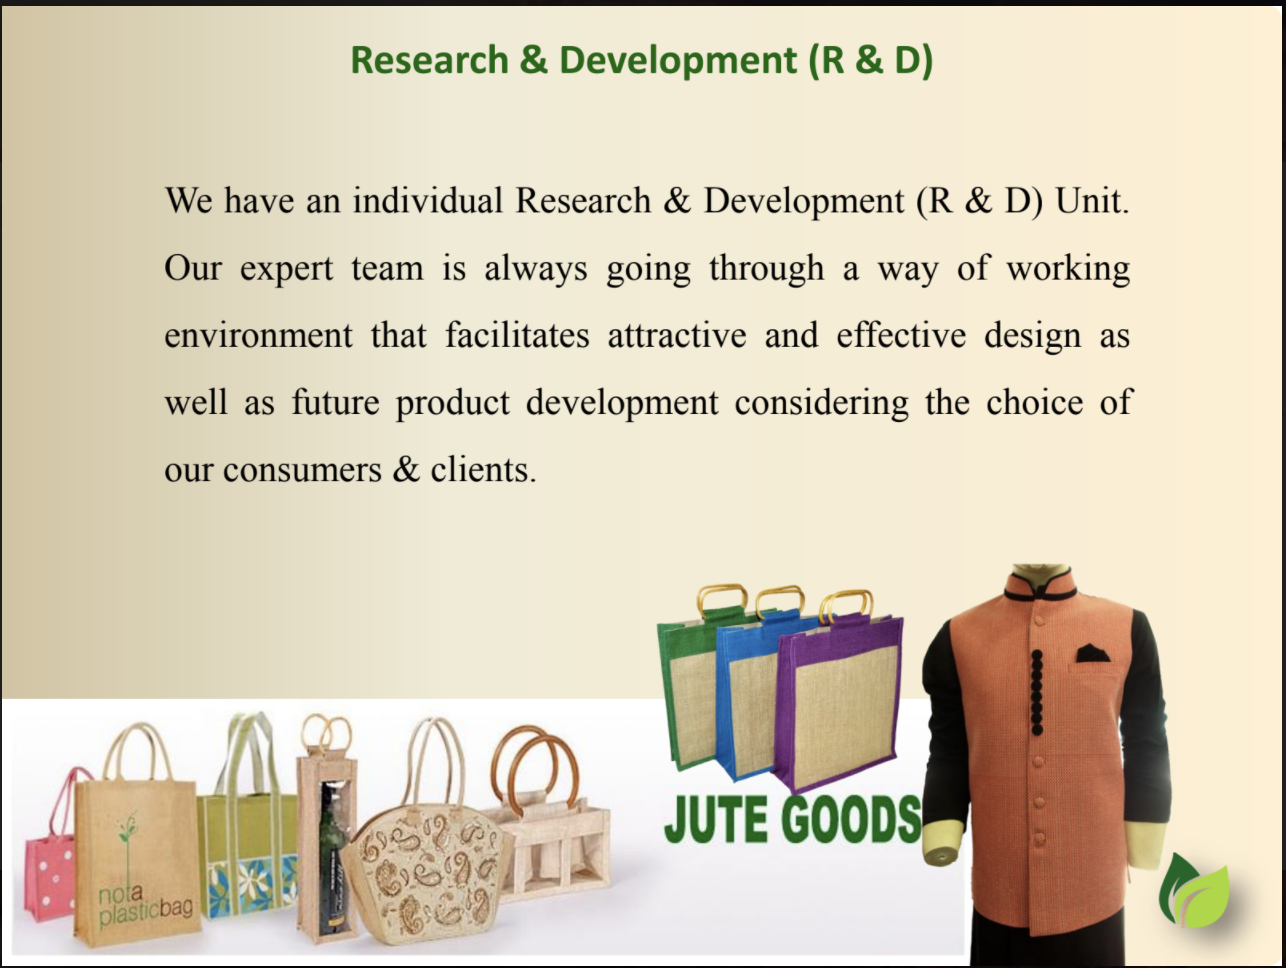 Research & Development (R & D)
We have an individual Research & Development (R & D) Unit.
Our expert team is always going through a way of working
environment that facilitates attractive and effective design as
well as future product development considering the choice of
our consumers & clients.
JUTE GOODS
not a
plasticbag